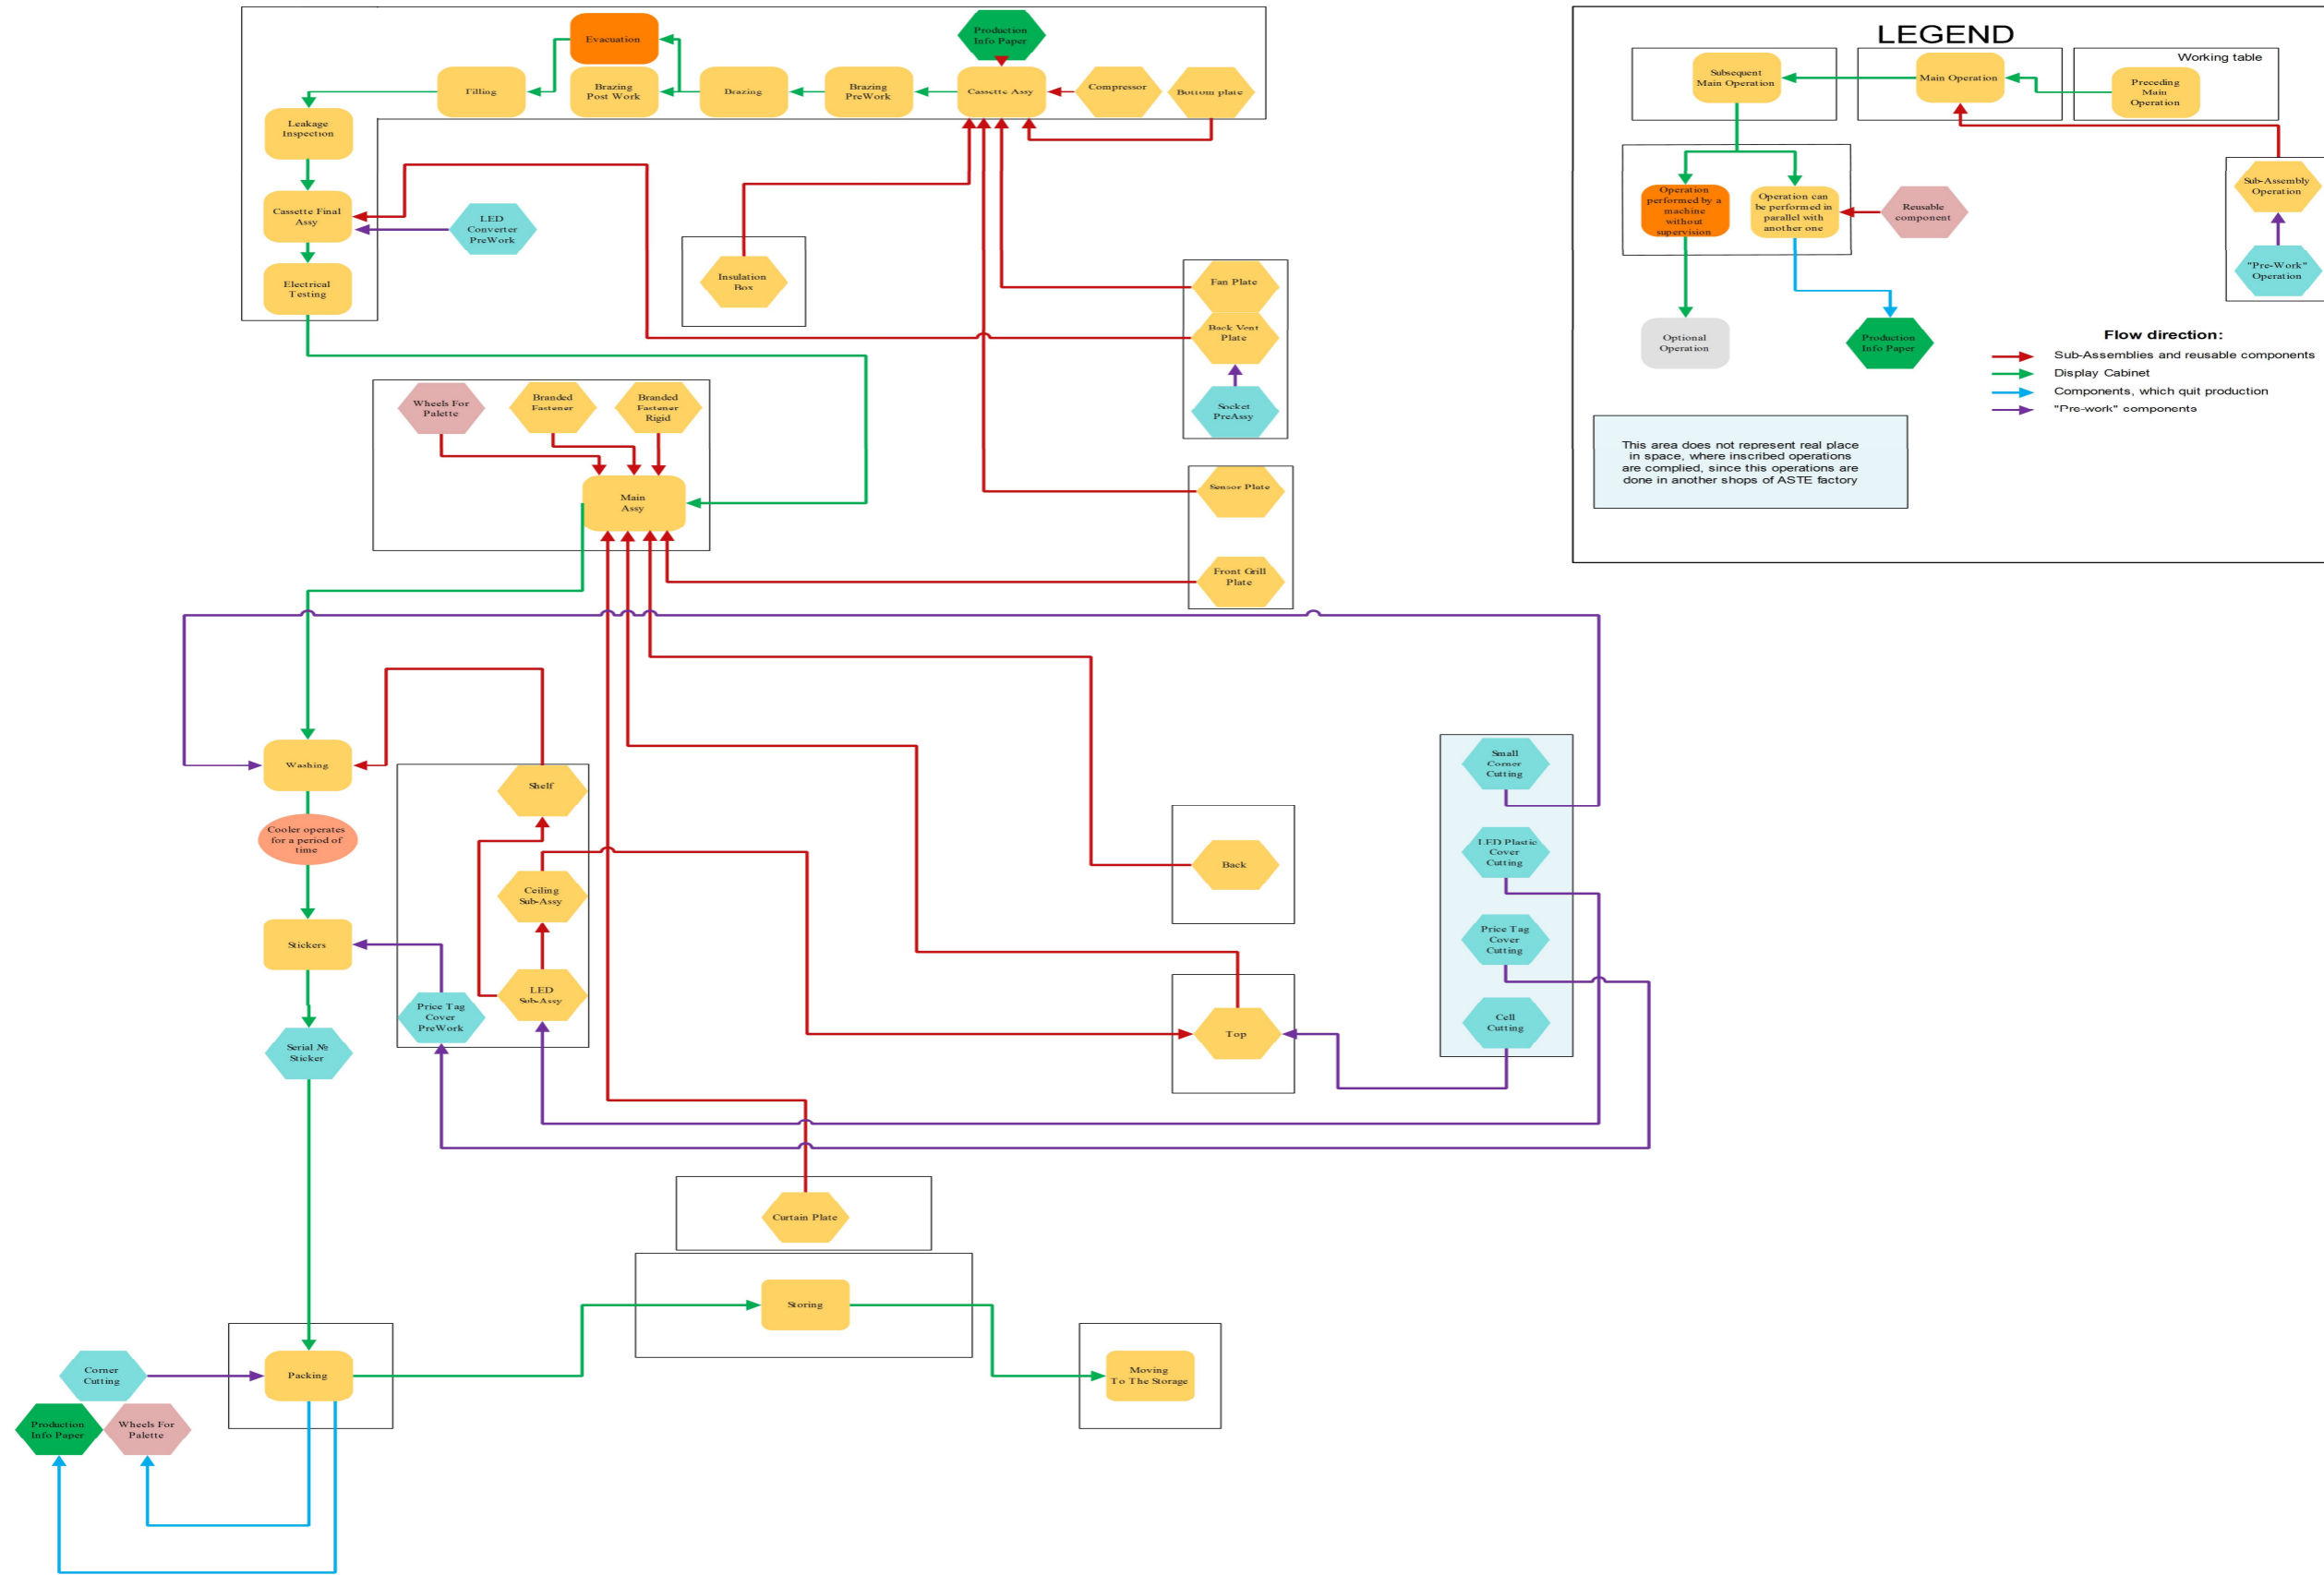 Production
Info Paper
Evacuation
Filling
Brazing
Post Work
Brazing
Brazing
PreWork
Cassette Assy
Compressor
Bottom plate
Leakage
Inspection
Cassette Final
Assy
LED
Converter
PreWork
Electrical
Testing
Insulation
Box
Fan Plate
Back Vent
Plate
Socket
PreAssy
Wheels For
Palette
Branded
Fastener
Branded
Fastener
Rigid
Main
Assy
Sensor Plate
Front Grill
Plate
Washing
Cooler operates
for a period of
time
Stickers
Serial №
Sticker
Shelf
Ceiling
Sub-Assy
LED
Sub-Assy
Price Tag
Cover
PreWork
Back
Top
Small
Corner
Cutting
LED Plastic
Cover
Cutting
Price Tag
Cover
Cutting
Cell
Cutting
Curtain Plate
Storing
Moving
To The Storage
Packing
Corner
Cutting
Production
Info Paper
Wheels For
Palette
LEGEND
Working table
Subsequent
Main Operation
Main Operation
Preceding
Main
Operation
Operation
performed by a
machine
without
supervision
Operation can
be performed in
parallel with
another one
Reusable
component
Sub-Assembly
Operation
"Pre-Work"
Operation
Optional
Operation
Production
Info Paper
Flow direction:
Sub-Assemblies and reusable components
Display Cabinet
Components, which quit production
"Pre-work" components
This area does not represent real place
in space, where inscribed operations
are complied, since this operations are
done in another shops of ASTE factory